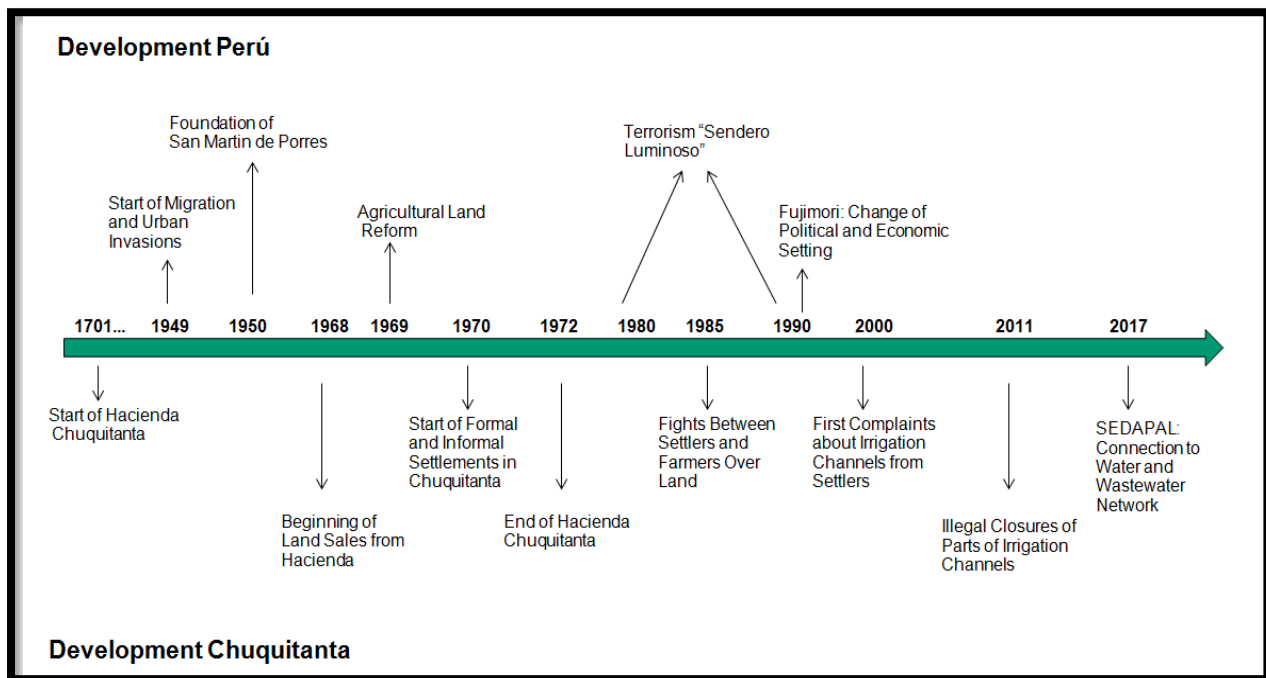 Development Perú
Foundation of
San Martin de Porres
Terrorism “Sendero
Luminoso”
Start of Migration
and Urban
Invasions
Agricultural Land
Reform
Fujimori: Change of
Political and Economic
Setting
1701... 1949 1950 1968 1969 1970 1972 1980 1985 1990 2000 2011 2017
Start of Hacienda
Chuquitanta
Start of Formal
and Informal
Settlements in
Chuquitanta
Fights Between
Settlers and
Farmers Over
Land
First Complaints
about Irrigation
Channels from
Settlers
SEDAPAL:
Connection to
Water and
Wastewater
Network
Beginning of
Land Sales from
Hacienda
End of Hacienda
Chuquitanta
Illegal Closures of
Parts of Irrigation
Channels
Development Chuquitanta